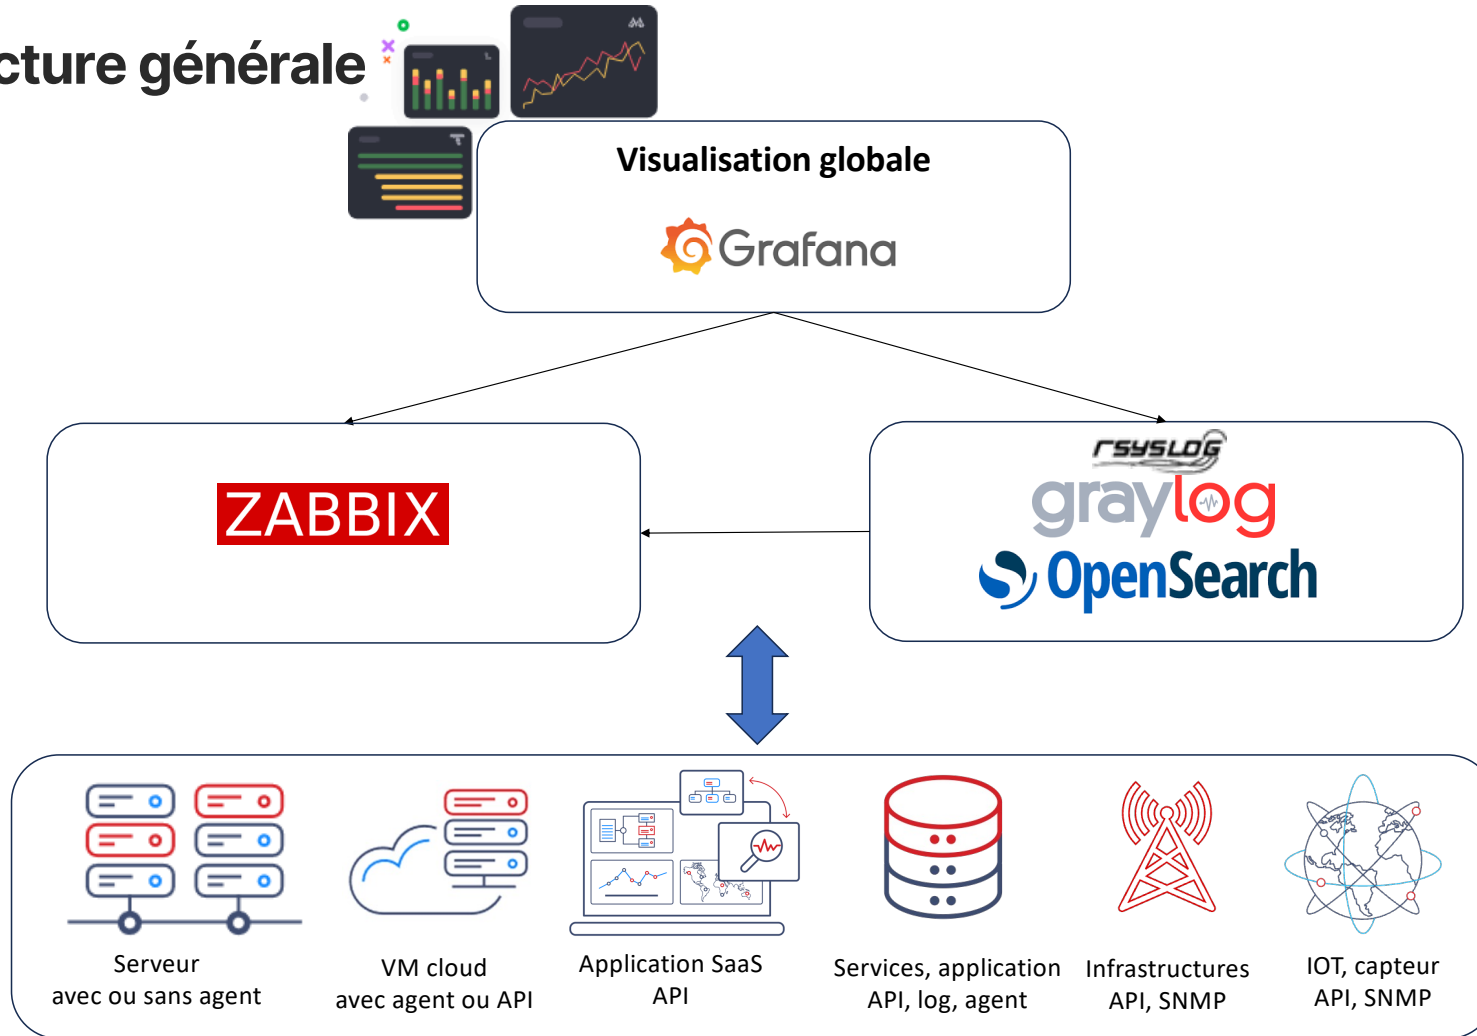 cture générale
Visualisation globale
Grafana
ZABBIX
rsyslog
graylog
OpenSearch
Serveur
avec ou sans agent
VM cloud
avec agent ou API
Application SaaS
API
Services, application
API, log, agent
Infrastructures
API, SNMP
IOT, capteur
API, SNMP